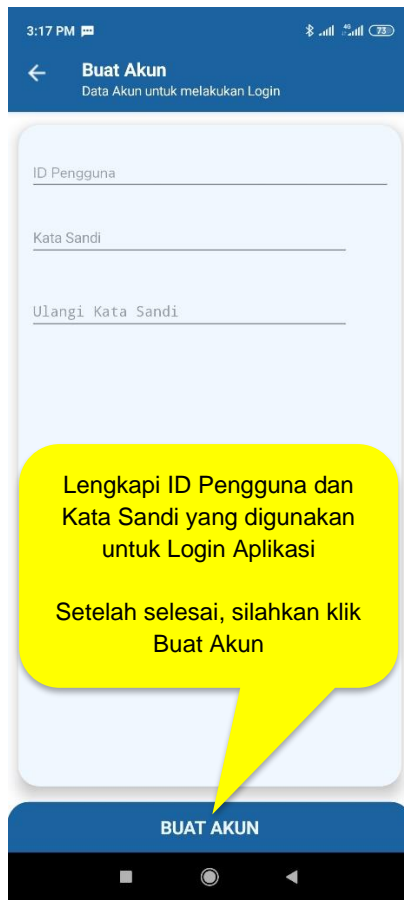 3:17 PM
4G
73
Buat Akun
Data Akun untuk melakukan Login
ID Pengguna
Kata Sandi
Ulangi Kata Sandi
Lengkapi ID Pengguna dan
Kata Sandi yang digunakan
untuk Login Aplikasi
Setelah selesai, silahkan klik
Buat Akun
BUAT AKUN